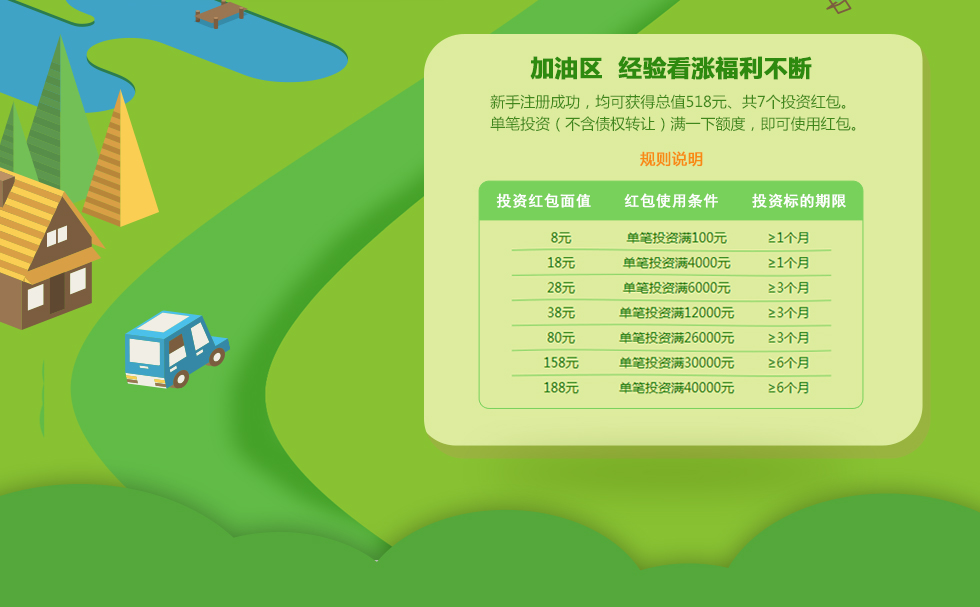 加油区 经验看涨福利不断
新手注册成功，均可获得总值518元、共7个投资红包。
单笔投资（不含债权转让）满一下额度，即可使用红包。
规则说明
投资红包面值 红包使用条件 投资标的期限
8元 单笔投资满100元 ≥1个月
18元 单笔投资满4000元 ≥1个月
28元 单笔投资满6000元 ≥3个月
38元 单笔投资满12000元 ≥3个月
80元 单笔投资满26000元 ≥3个月
158元 单笔投资满30000元 ≥6个月
188元 单笔投资满40000元 ≥6个月